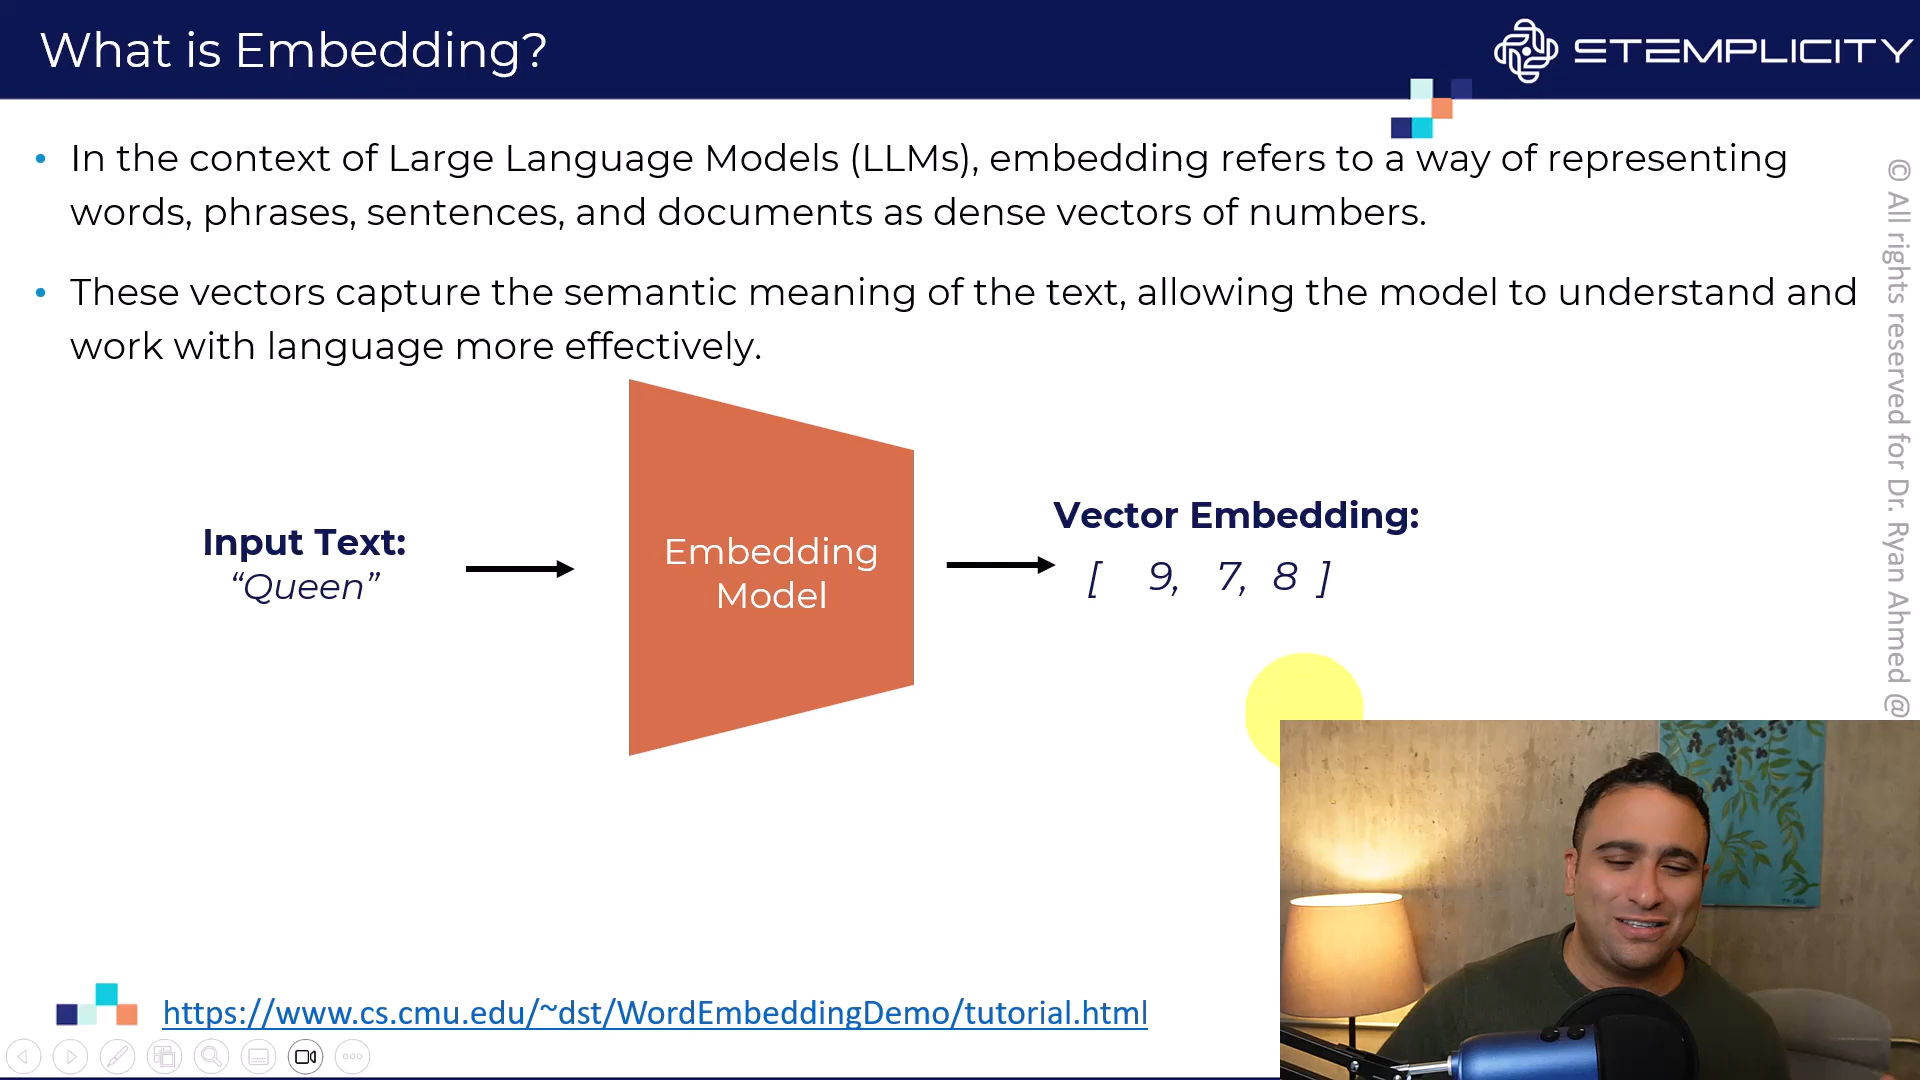 What is Embedding?
STEMPLICITY
• In the context of Large Language Models (LLMs), embedding refers to a way of representing
words, phrases, sentences, and documents as dense vectors of numbers.
• These vectors capture the semantic meaning of the text, allowing the model to understand and
work with language more effectively.
Input Text:
“Queen”
Embedding
Model
Vector Embedding:
[ 9, 7, 8 ]
https://www.cs.cmu.edu/~dst/WordEmbeddingDemo/tutorial.html
© All rights reserved for Dr. Ryan Ahmed @